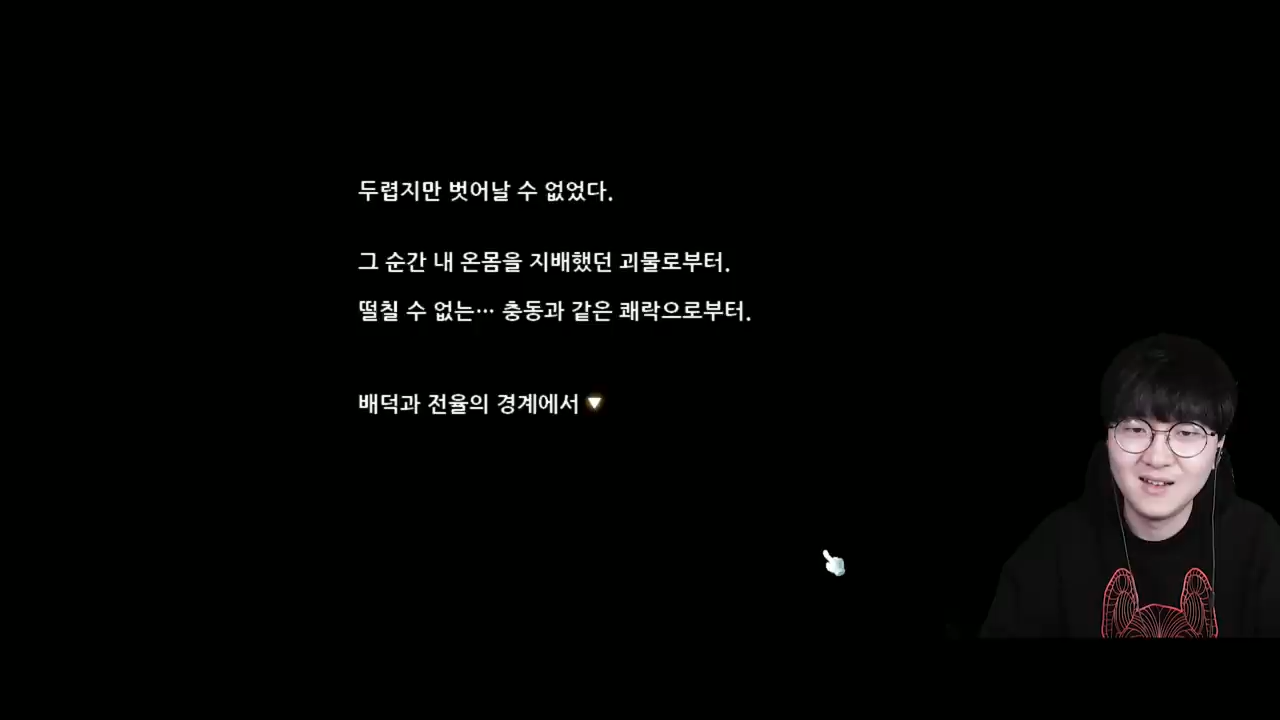 두렵지만 벗어날 수 없었다.
그 순간 내 온몸을 지배했던 괴물로부터.
떨칠 수 없는… 충동과 같은 쾌락으로부터.
배덕과 전율의 경계에서